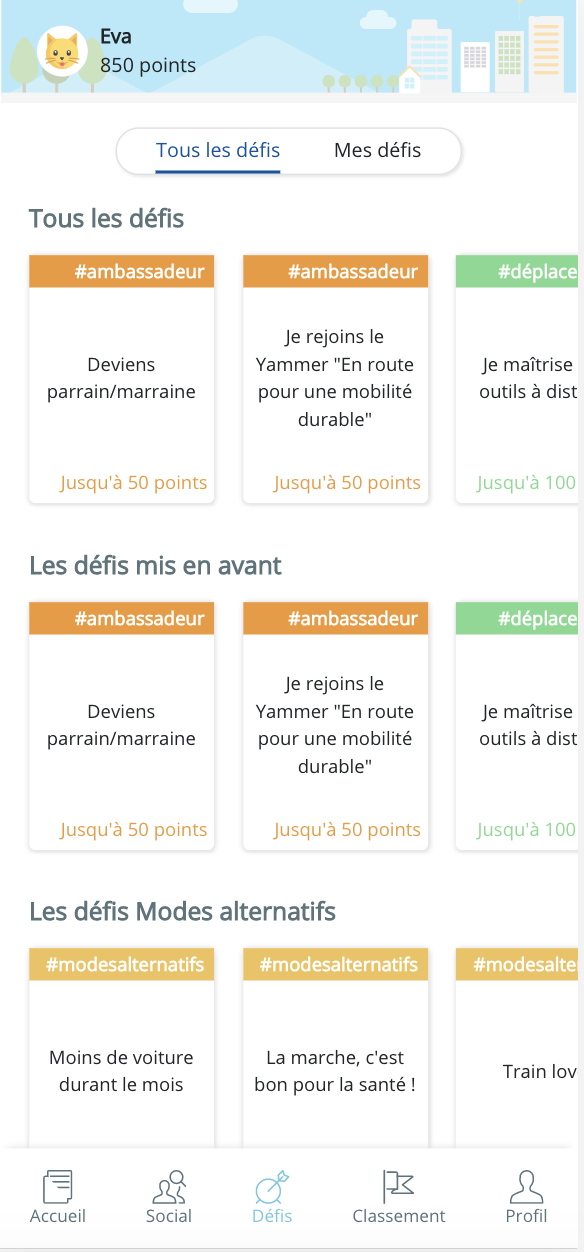 Eva
850 points
Tous les défis
Mes défis
Tous les défis
#ambassadeur
Deviens
parrain/marraine
Jusqu'à 50 points
#ambassadeur
Je rejoins le
Yammer "En route
pour une mobilité
durable"
Jusqu'à 50 points
#déplace
Je maîtrise
outils à dist
Jusqu'à 100
Les défis mis en avant
#ambassadeur
Deviens
parrain/marraine
Jusqu'à 50 points
#ambassadeur
Je rejoins le
Yammer "En route
pour une mobilité
durable"
Jusqu'à 50 points
#déplace
Je maîtrise
outils à dist
Jusqu'à 100
Les défis Modes alternatifs
#modesalternatifs
Moins de voiture
durant le mois
#modesalternatifs
La marche, c'est
bon pour la santé !
#modesalte
Train lov
Accueil
Social
Défis
Classement
Profil